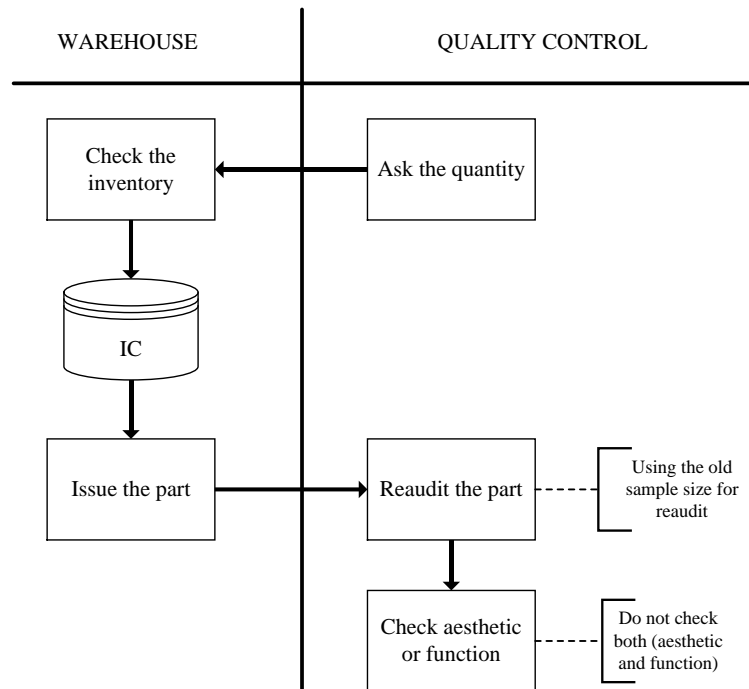 WAREHOUSE
QUALITY CONTROL
Check the
inventory
Ask the quantity
IC
Issue the part
Reaudit the part
Using the old
sample size for
reaudit
Check aesthetic
or function
Do not check
both (aesthetic
and function)